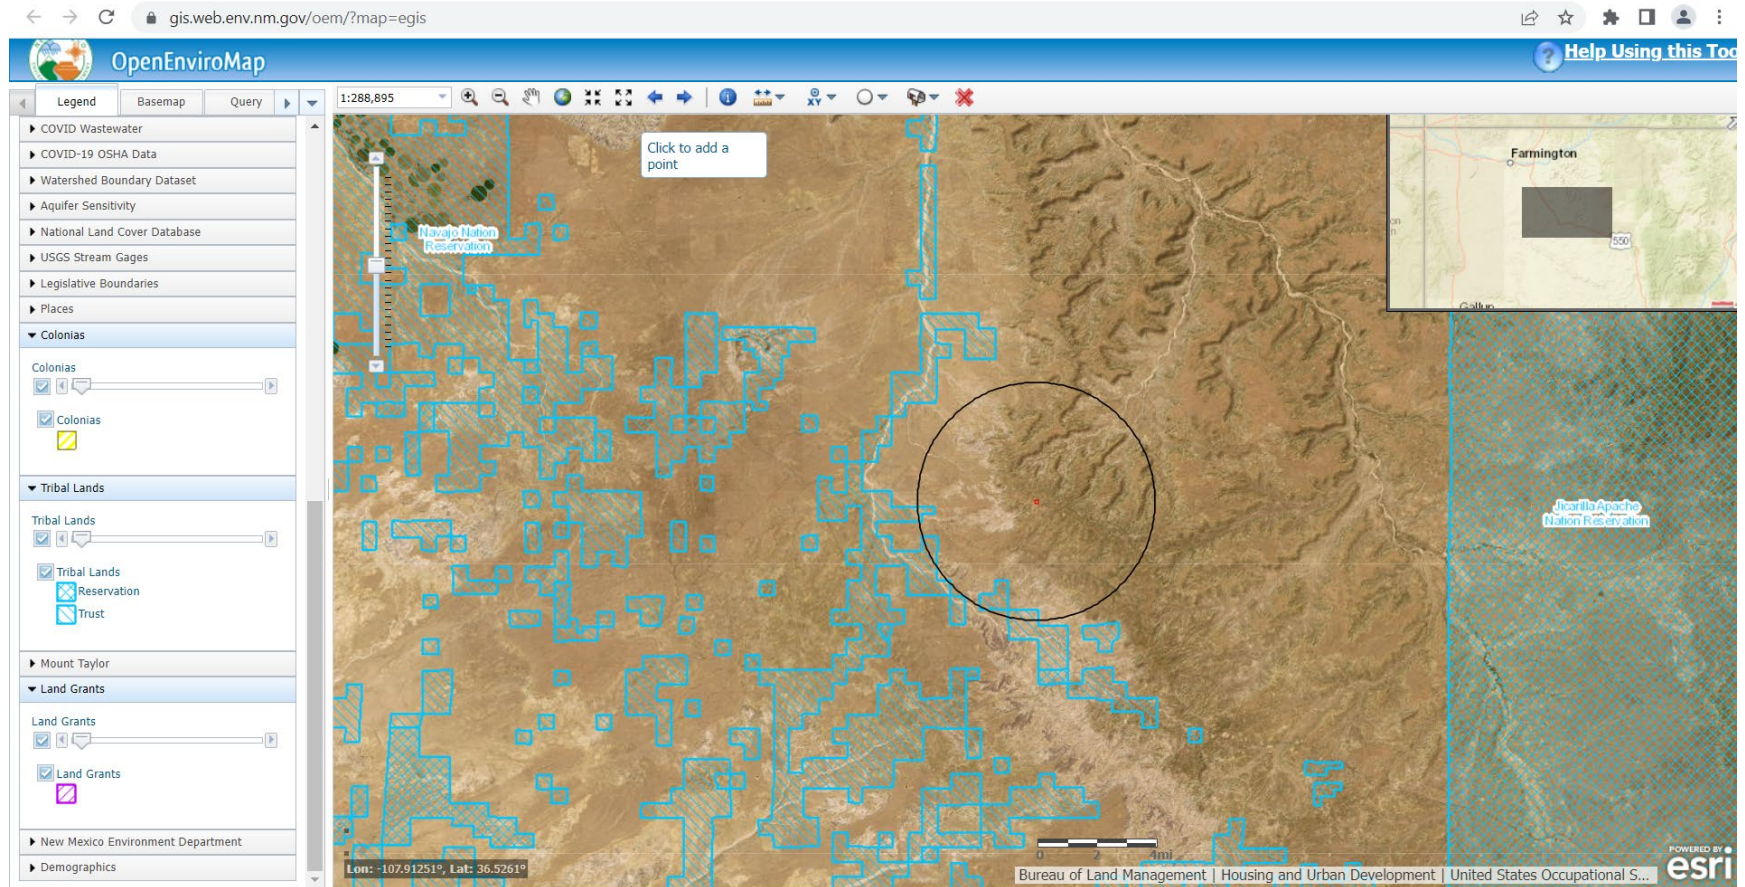 gis.web.env.nm.gov/oem/?map=egis
OpenEnviroMap
Help Using this Too
Legend
Basemap
Query
1:288,895
XY
COVID Wastewater
COVID-19 OSHA Data
Watershed Boundary Dataset
Aquifer Sensitivity
National Land Cover Database
USGS Stream Gages
Legislative Boundaries
Places
Colonias
Colonias
Colonias
Tribal Lands
Tribal Lands
Tribal Lands
Reservation
Trust
Mount Taylor
Land Grants
Land Grants
Land Grants
New Mexico Environment Department
Demographics
Click to add a
point
Navajo Nation
Reservation
Farmington
550
Gallup
Jicarilla Apache
Nation Reservation
0 2 4mi
Lon: -107.91251°, Lat: 36.5261°
Bureau of Land Management | Housing and Urban Development | United States Occupational S...
POWERED BY
esri